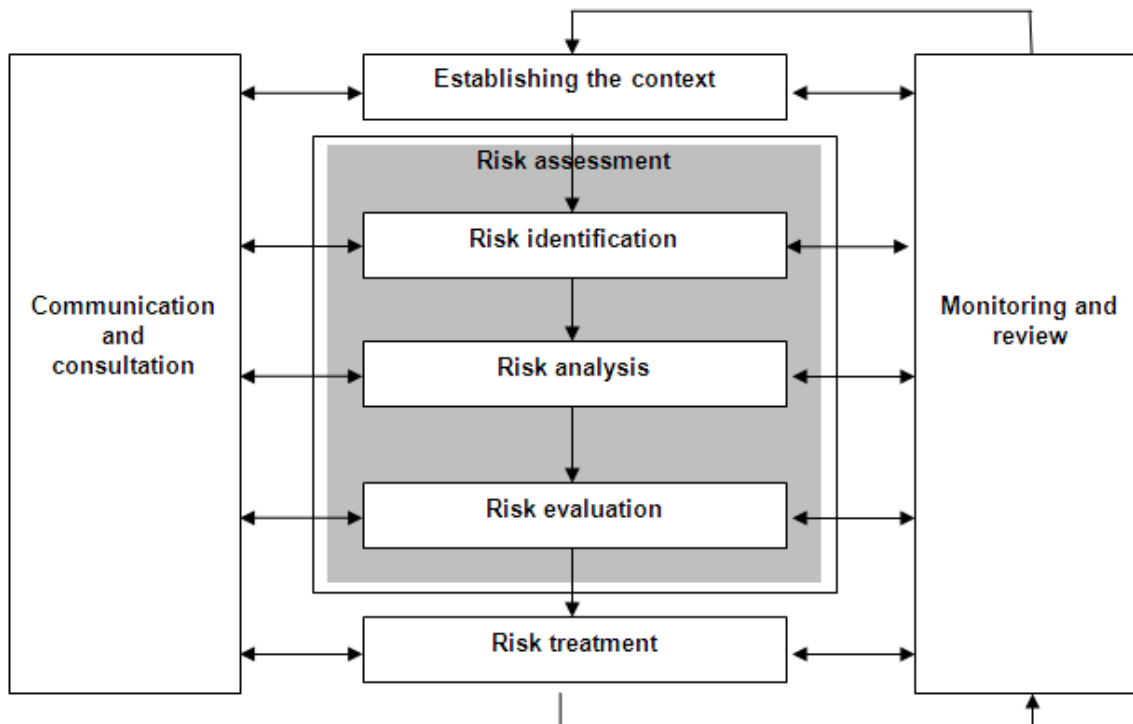 Establishing the context
Risk assessment
Risk identification
Communication
and
consultation
Monitoring and
review
Risk analysis
Risk evaluation
Risk treatment